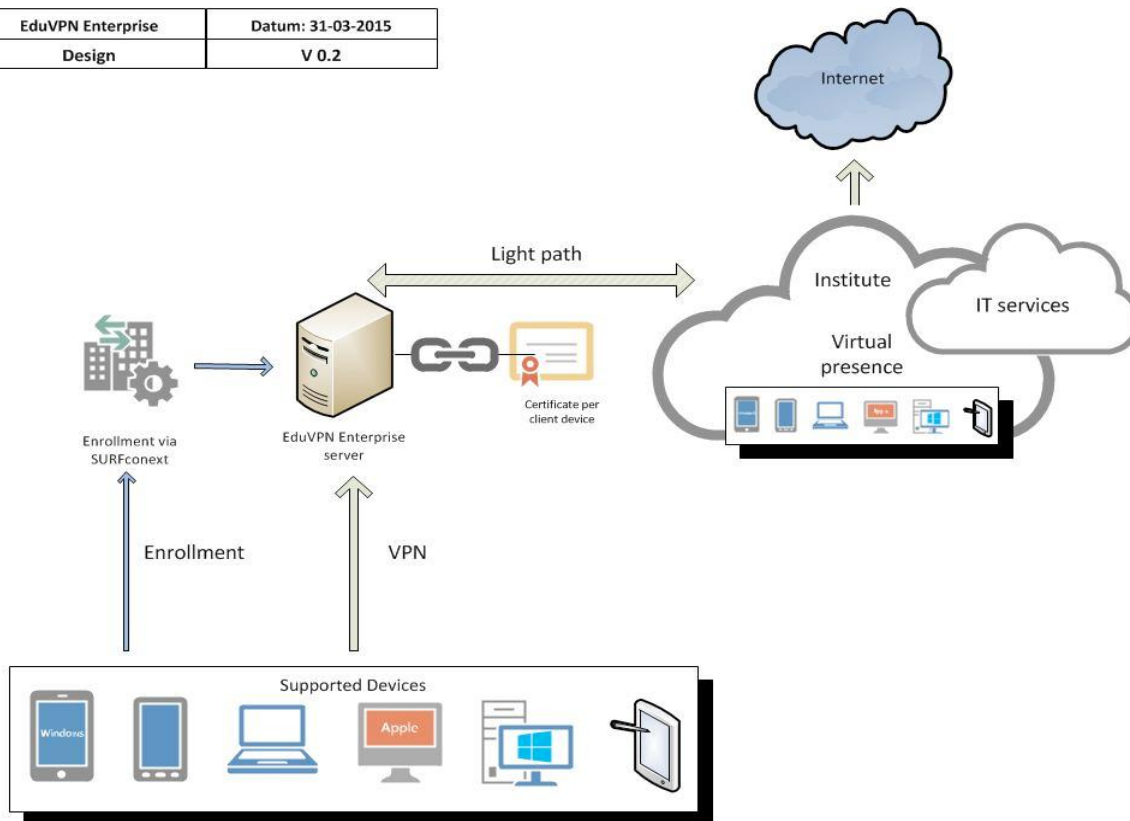 EduVPN Enterprise
Datum: 31-03-2015
Design
V 0.2
Internet
Light path
Institute
IT services
Virtual
presence
Enrollment via
SURFconext
EduVPN Enterprise
server
Certificate per
client device
Enrollment
VPN
Supported Devices
Windows
Apple